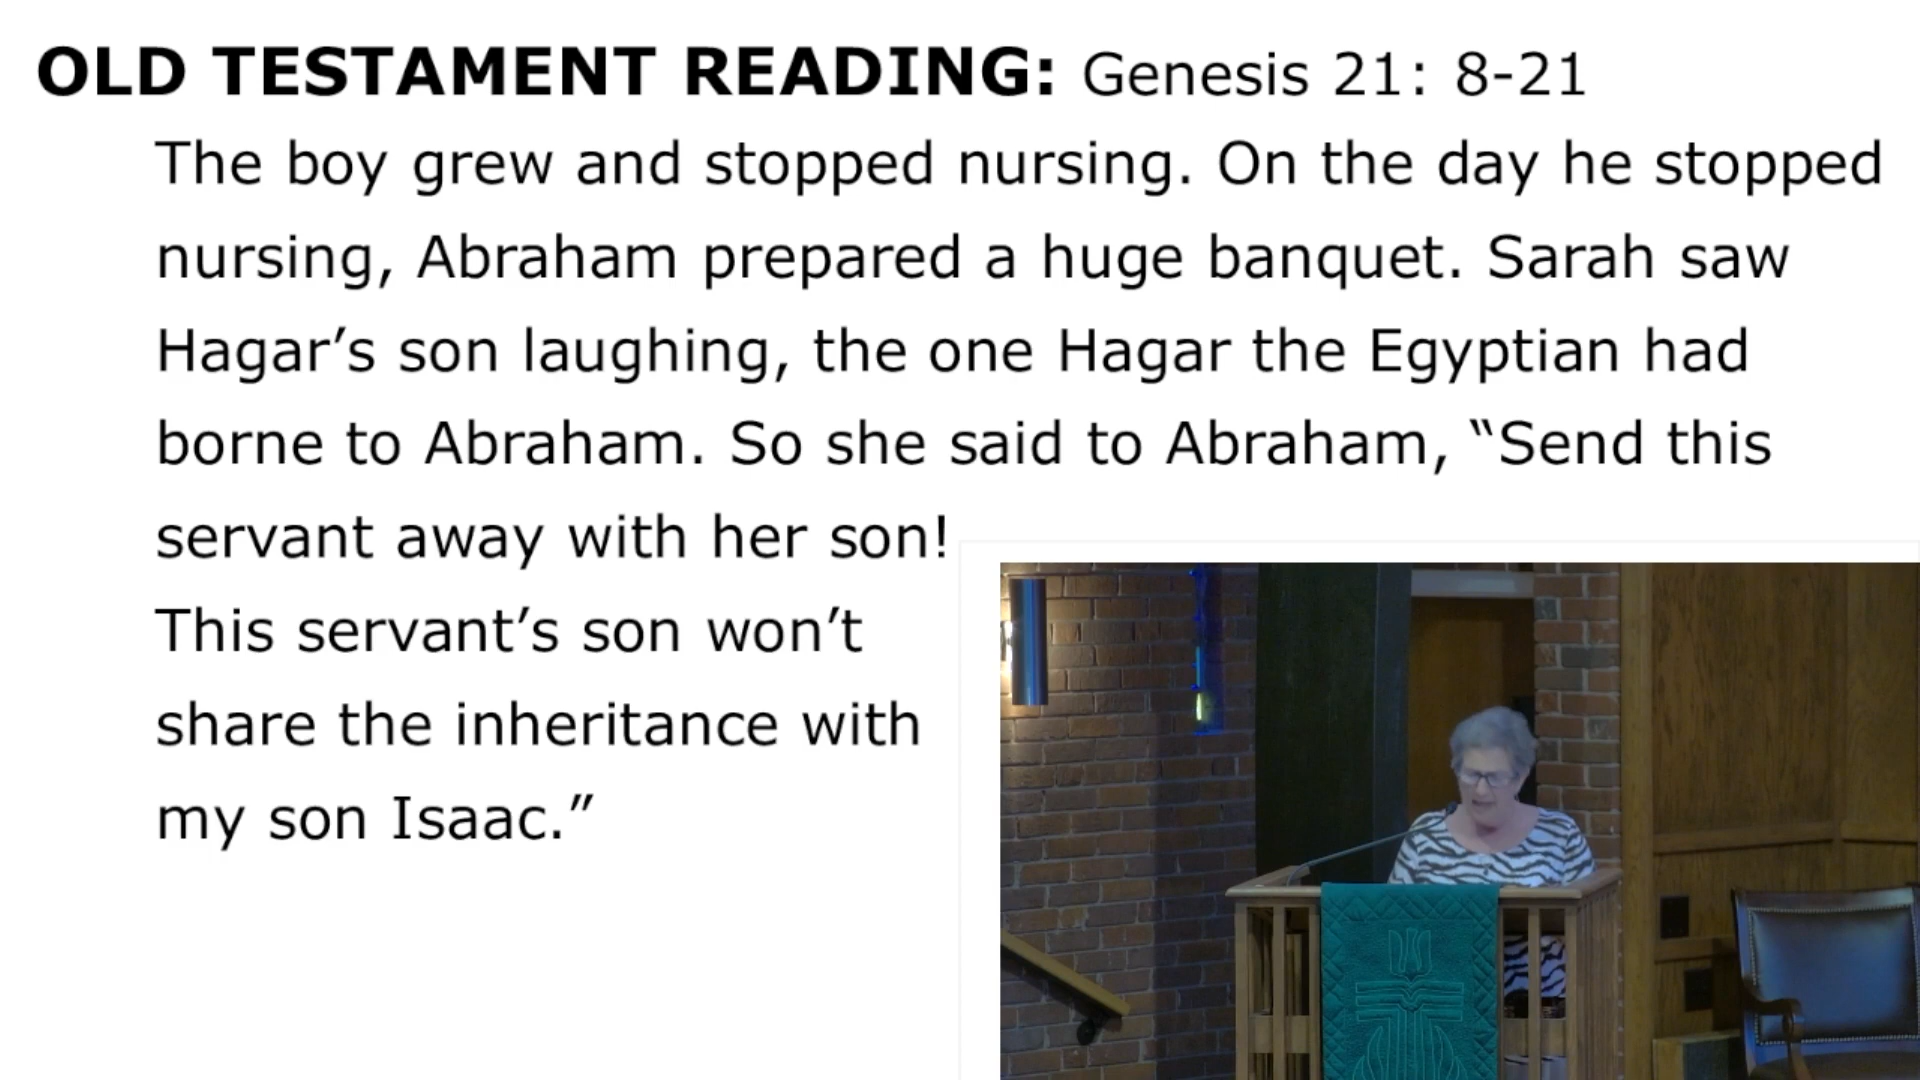 OLD TESTAMENT READING: Genesis 21: 8-21
The boy grew and stopped nursing. On the day he stopped
nursing, Abraham prepared a huge banquet. Sarah saw
Hagar’s son laughing, the one Hagar the Egyptian had
borne to Abraham. So she said to Abraham, “Send this
servant away with her son!
This servant’s son won’t
share the inheritance with
my son Isaac.”